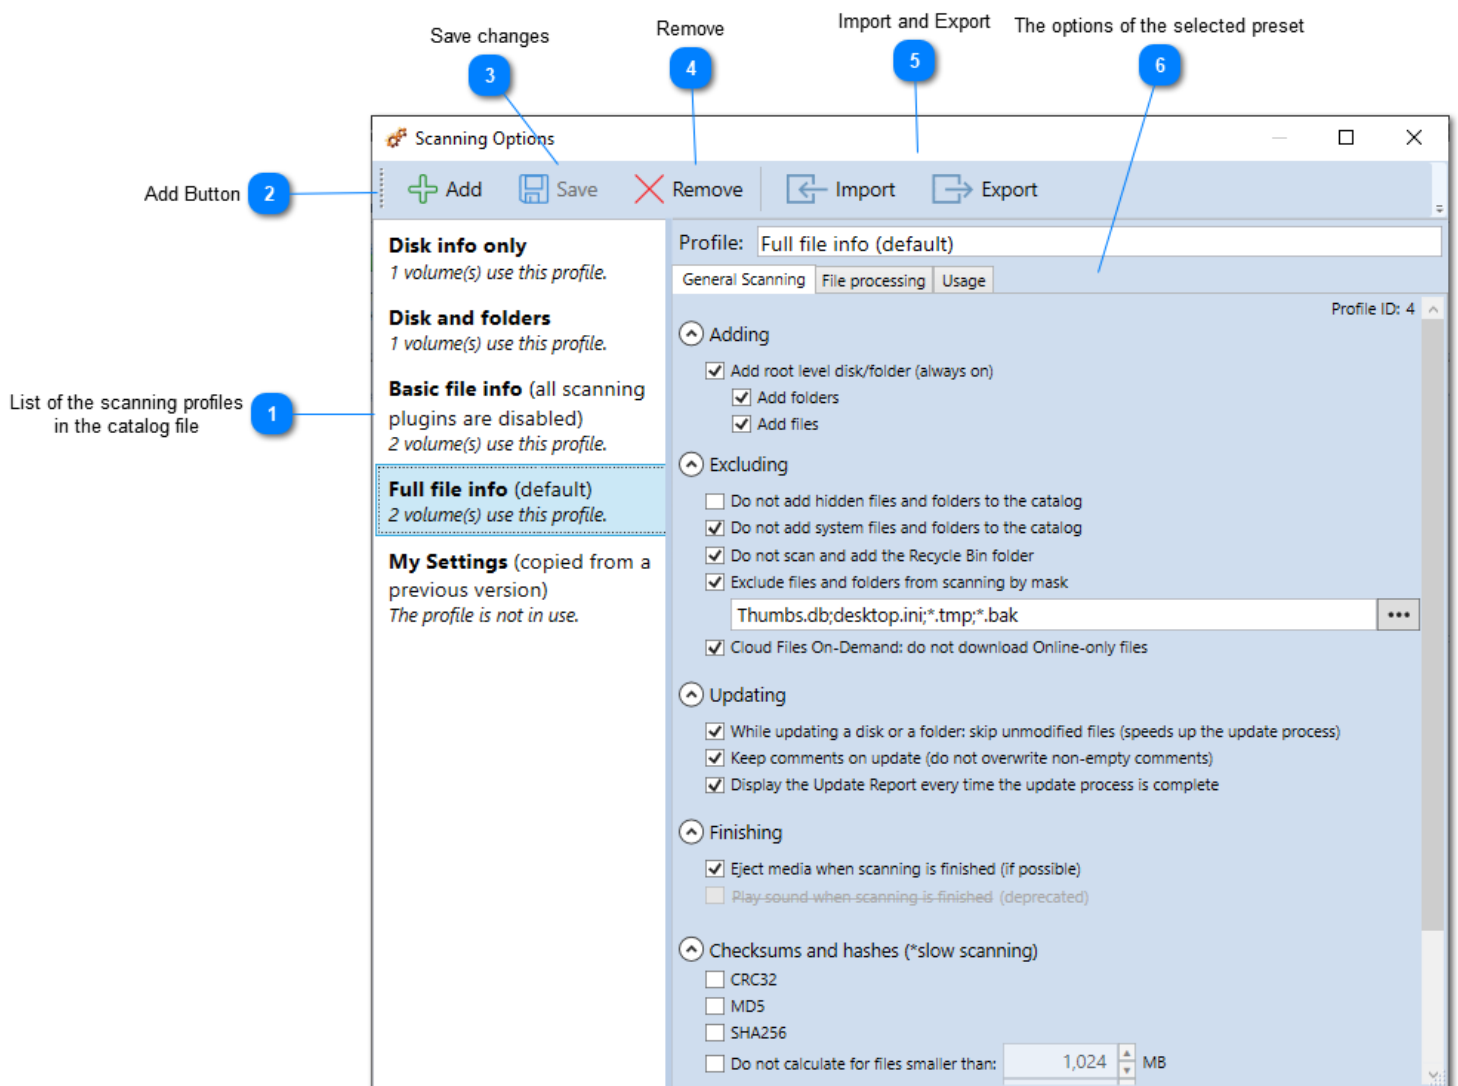 Save changes
Remove
Import and Export
The options of the selected preset
3
4
5
6
Scanning Options
Add Button
2
Add
Save
Remove
Import
Export
List of the scanning profiles
in the catalog file
1
Disk info only
1 volume(s) use this profile.
Disk and folders
1 volume(s) use this profile.
Basic file info (all scanning
plugins are disabled)
2 volume(s) use this profile.
Full file info (default)
2 volume(s) use this profile.
My Settings (copied from a
previous version)
The profile is not in use.
Profile: Full file info (default)
General Scanning File processing Usage
Profile ID: 4
Adding
Add root level disk/folder (always on)
Add folders
Add files
Excluding
Do not add hidden files and folders to the catalog
Do not add system files and folders to the catalog
Do not scan and add the Recycle Bin folder
Exclude files and folders from scanning by mask
Thumbs.db;desktop.ini;*.tmp;*.bak
Cloud Files On-Demand: do not download Online-only files
Updating
While updating a disk or a folder: skip unmodified files (speeds up the update process)
Keep comments on update (do not overwrite non-empty comments)
Display the Update Report every time the update process is complete
Finishing
Eject media when scanning is finished (if possible)
Play sound when scanning is finished (deprecated)
Checksums and hashes (*slow scanning)
CRC32
MD5
SHA256
Do not calculate for files smaller than: 1,024 MB